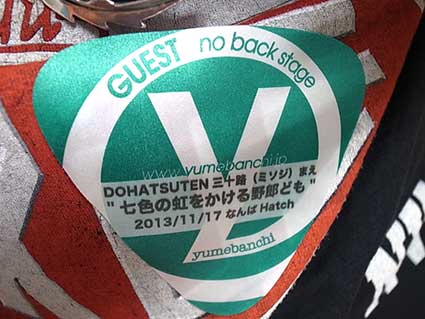 GUEST no back stage
Y
www.yumebanchi.jp
DOHATSUTEN 三十路（ミソジ）まえ
"七色の虹をかける野郎ども"
2013/11/17 なんば Hatch
yumebanchi